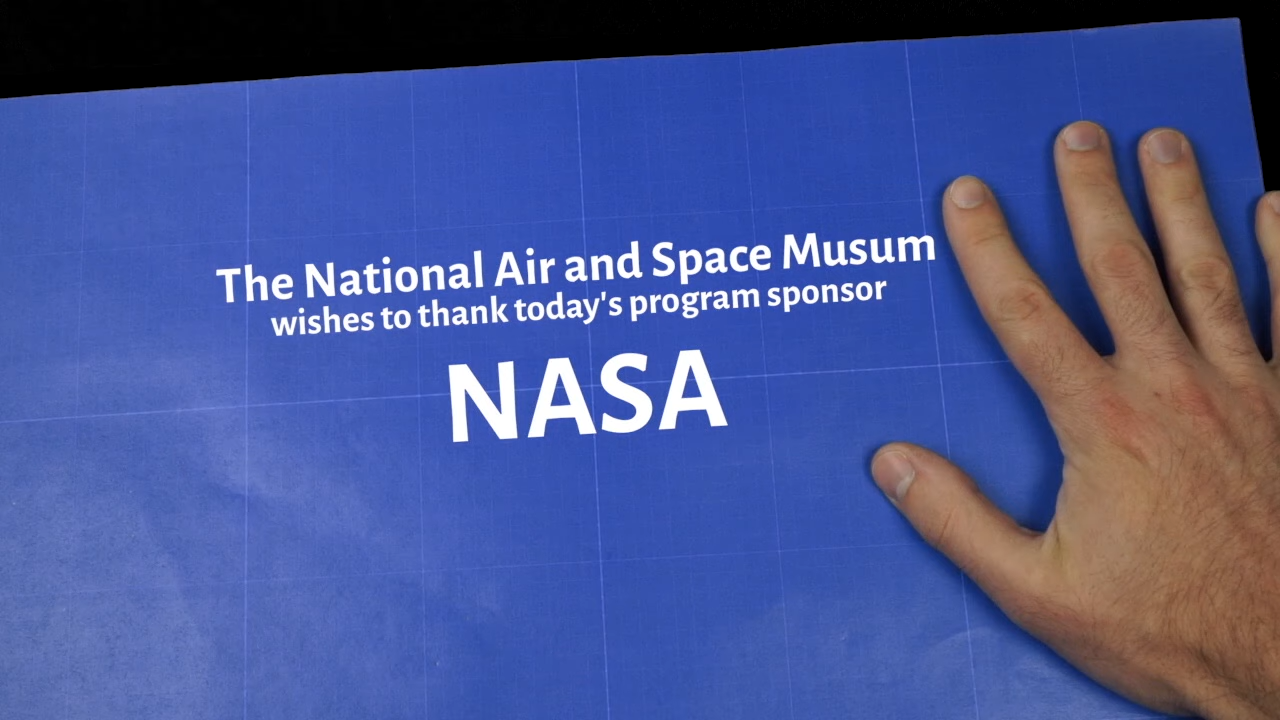 The National Air and Space Musum
wishes to thank today's program sponsor
NASA